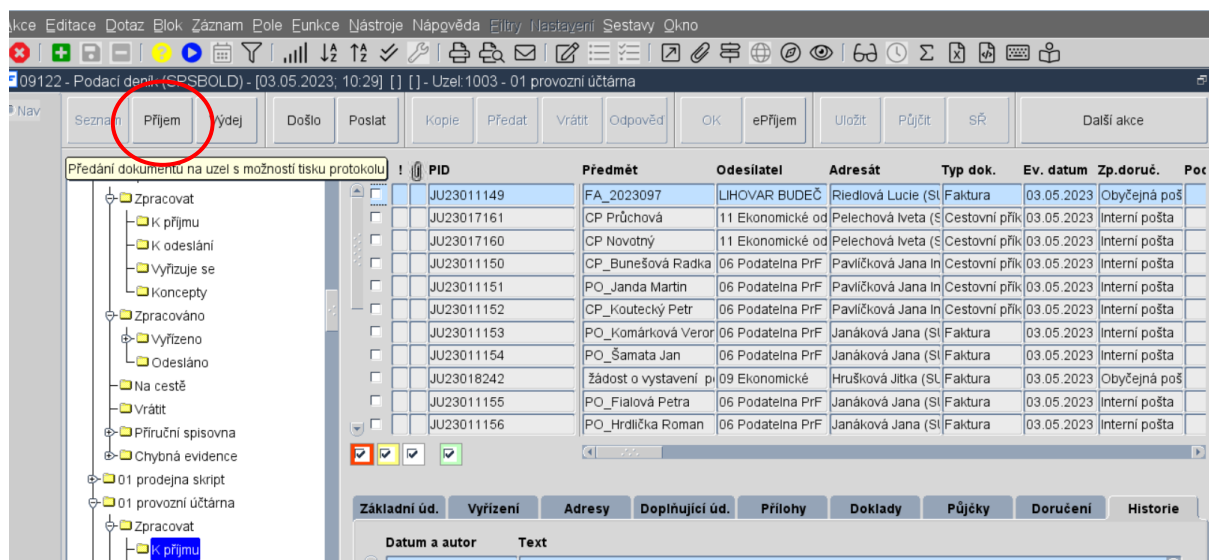 kce Editace Dotaz Blok Záznam Pole Funkce Nástroje Nápověda Filtry Nastavení Sestavy Okno
09122 - Podací deník (SPSBOLD) - [03.05.2023; 10:29] [ ] [ ] - Uzel:1003 - 01 provozní účtárna
Nav
Seznam Příjem Výdej Došlo Poslat Kopie Předat Vrátit Odpověď OK ePříjem Uložit Půjčit SŘ Další akce
Předání dokumentu na uzel s možností tisku protokolu
! PID Předmět Odesílatel Adresát Typ dok. Ev. datum Zp.doruč. Poč
JU23011149 FA_2023097 LIHOVAR BUDEČ Riedlová Lucie (SU Faktura 03.05.2023 Obyčejná poš
JU23017161 CP Průchová 11 Ekonomické od Pelechová Iveta (S Cestovní přík 03.05.2023 Interní pošta
JU23017160 CP Novotný 11 Ekonomické od Pelechová Iveta (S Cestovní přík 03.05.2023 Interní pošta
JU23011150 CP_Bunešová Radka 06 Podatelna PrF Pavlíčková Jana In Cestovní přík 03.05.2023 Interní pošta
JU23011151 PO_Janda Martin 06 Podatelna PrF Pavlíčková Jana In Cestovní přík 03.05.2023 Interní pošta
JU23011152 CP_Koutecký Petr 06 Podatelna PrF Pavlíčková Jana In Cestovní přík 03.05.2023 Interní pošta
JU23011153 PO_Komárková Veror 06 Podatelna PrF Janáková Jana (SU Faktura 03.05.2023 Interní pošta
JU23011154 PO_Šamata Jan 06 Podatelna PrF Janáková Jana (SU Faktura 03.05.2023 Interní pošta
JU23018242 žádost o vystavení po 09 Ekonomické Hrušková Jitka (SU Faktura 03.05.2023 Obyčejná poš
JU23011155 PO_Fialová Petra 06 Podatelna PrF Janáková Jana (SU Faktura 03.05.2023 Interní pošta
JU23011156 PO_Hrdlička Roman 06 Podatelna PrF Janáková Jana (SU Faktura 03.05.2023 Interní pošta
Zpracovat
K příjmu
K odeslání
Vyřizuje se
Koncepty
Zpracováno
Vyřízeno
Odesláno
Na cestě
Vrátit
Příruční spisovna
Chybná evidence
01 prodejna skript
01 provozní účtárna
Zpracovat
K příjmu
Základní úd. Vyřízení Adresy Doplňující úd. Přílohy Doklady Půjčky Doručení Historie
Datum a autor Text